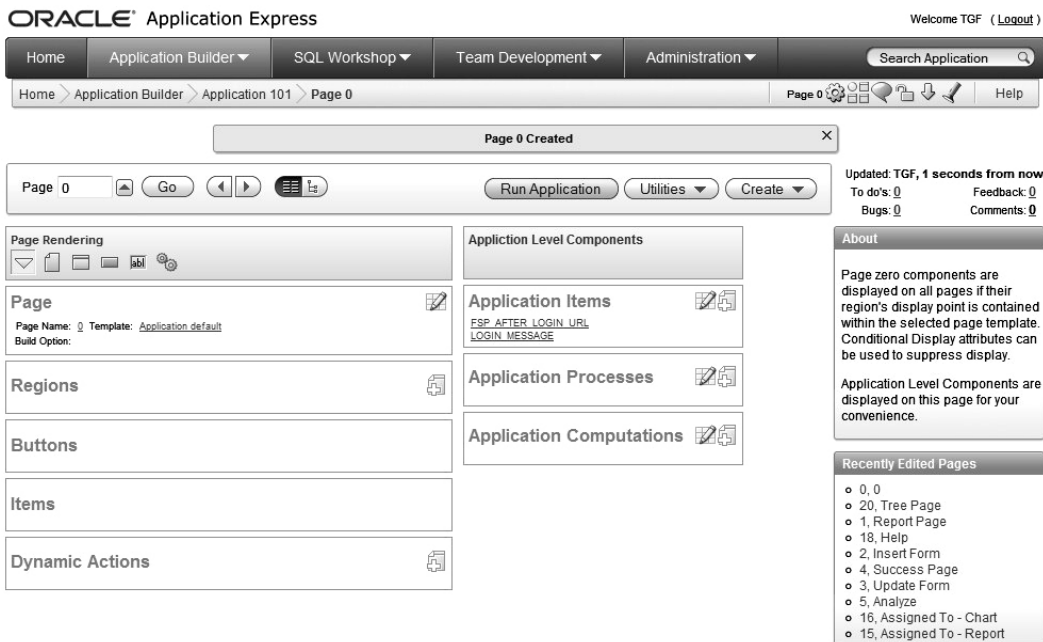 ORACLE Application Express
Welcome TGF ( Logout )
Home Application Builder SQL Workshop Team Development Administration Search Application
Home Application Builder Application 101 Page 0 Page 0 Help
Page 0 Created ×
Page 0 Go Run Application Utilities Create
Updated: TGF, 1 seconds from now
To do's: 0 Feedback: 0
Bugs: 0 Comments: 0
Page Rendering
abl
Page
Page Name: 0 Template: Application default
Build Option:
Regions
Buttons
Items
Dynamic Actions
Appliction Level Components
Application Items
FSP_AFTER_LOGIN_URL
LOGIN_MESSAGE
Application Processes
Application Computations
About
Page zero components are
displayed on all pages if their
region's display point is contained
within the selected page template.
Conditional Display attributes can
be used to suppress display.
Application Level Components are
displayed on this page for your
convenience.
Recently Edited Pages
0, 0
20, Tree Page
1, Report Page
18, Help
2, Insert Form
4, Success Page
3, Update Form
5, Analyze
16, Assigned To - Chart
15, Assigned To - Report